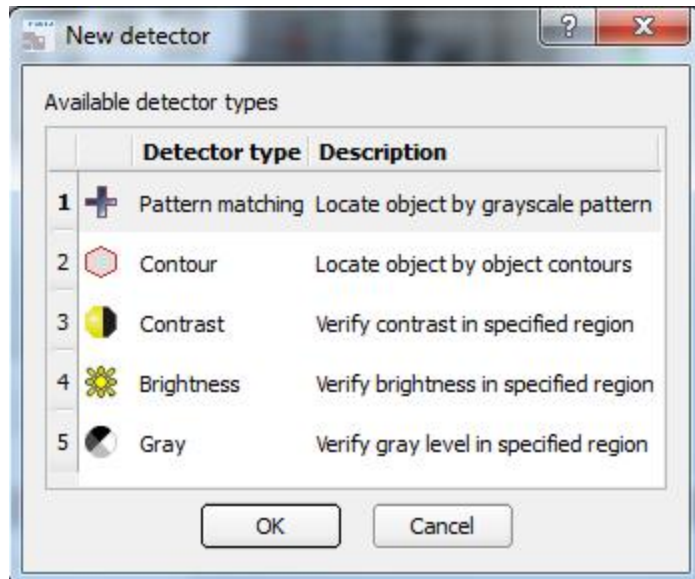 New detector
?
X
Available detector types
Detector type Description
1 Pattern matching Locate object by grayscale pattern
2 Contour Locate object by object contours
3 Contrast Verify contrast in specified region
4 Brightness Verify brightness in specified region
5 Gray Verify gray level in specified region
OK Cancel